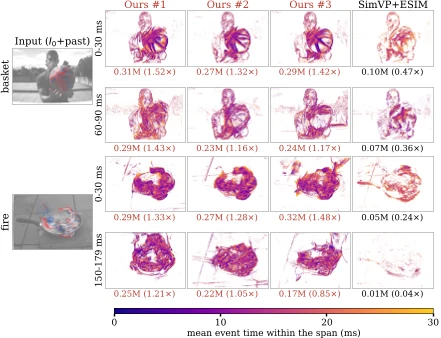 Ours #1 Ours #2 Ours #3 SimVP+ESIM
Input (I₀+past)
basket
0-30 ms
0.31M (1.52×) 0.27M (1.32×) 0.29M (1.42×) 0.10M (0.47×)
60-90 ms
0.29M (1.43×) 0.23M (1.16×) 0.24M (1.17×) 0.07M (0.36×)
fire
0-30 ms
0.29M (1.33×) 0.27M (1.28×) 0.32M (1.48×) 0.05M (0.24×)
150-179 ms
0.25M (1.21×) 0.22M (1.05×) 0.17M (0.85×) 0.01M (0.04×)
0 10 20 30
mean event time within the span (ms)